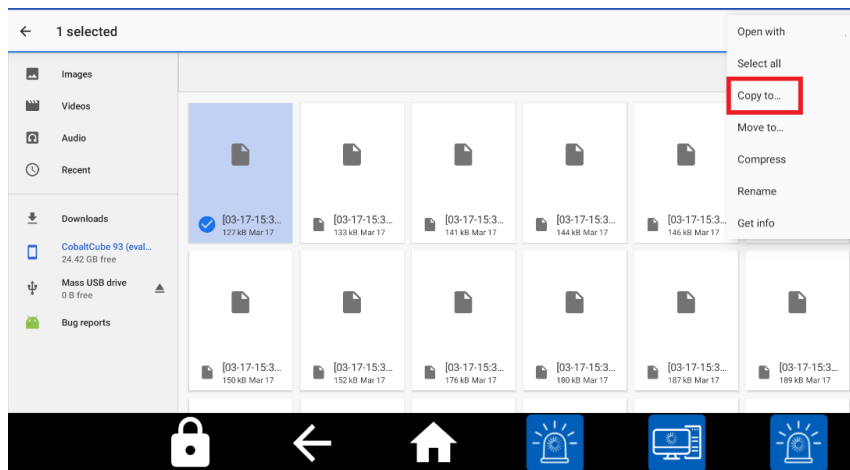 1 selected
Open with
Select all
Copy to...
Move to...
Compress
Rename
Get info
Images
Videos
Audio
Recent
Downloads
CobaltCube 93 (eval...
24.42 GB free
Mass USB drive
0 B free
Bug reports
[03-17-15:3...
127 kB Mar 17
[03-17-15:3...
133 kB Mar 17
[03-17-15:3...
141 kB Mar 17
[03-17-15:3...
144 kB Mar 17
[03-17-15:3...
146 kB Mar 17
[03-17-15:3...
150 kB Mar 17
[03-17-15:3...
152 kB Mar 17
[03-17-15:3...
176 kB Mar 17
[03-17-15:3...
180 kB Mar 17
[03-17-15:3...
187 kB Mar 17
[03-17-15:3...
189 kB Mar 17